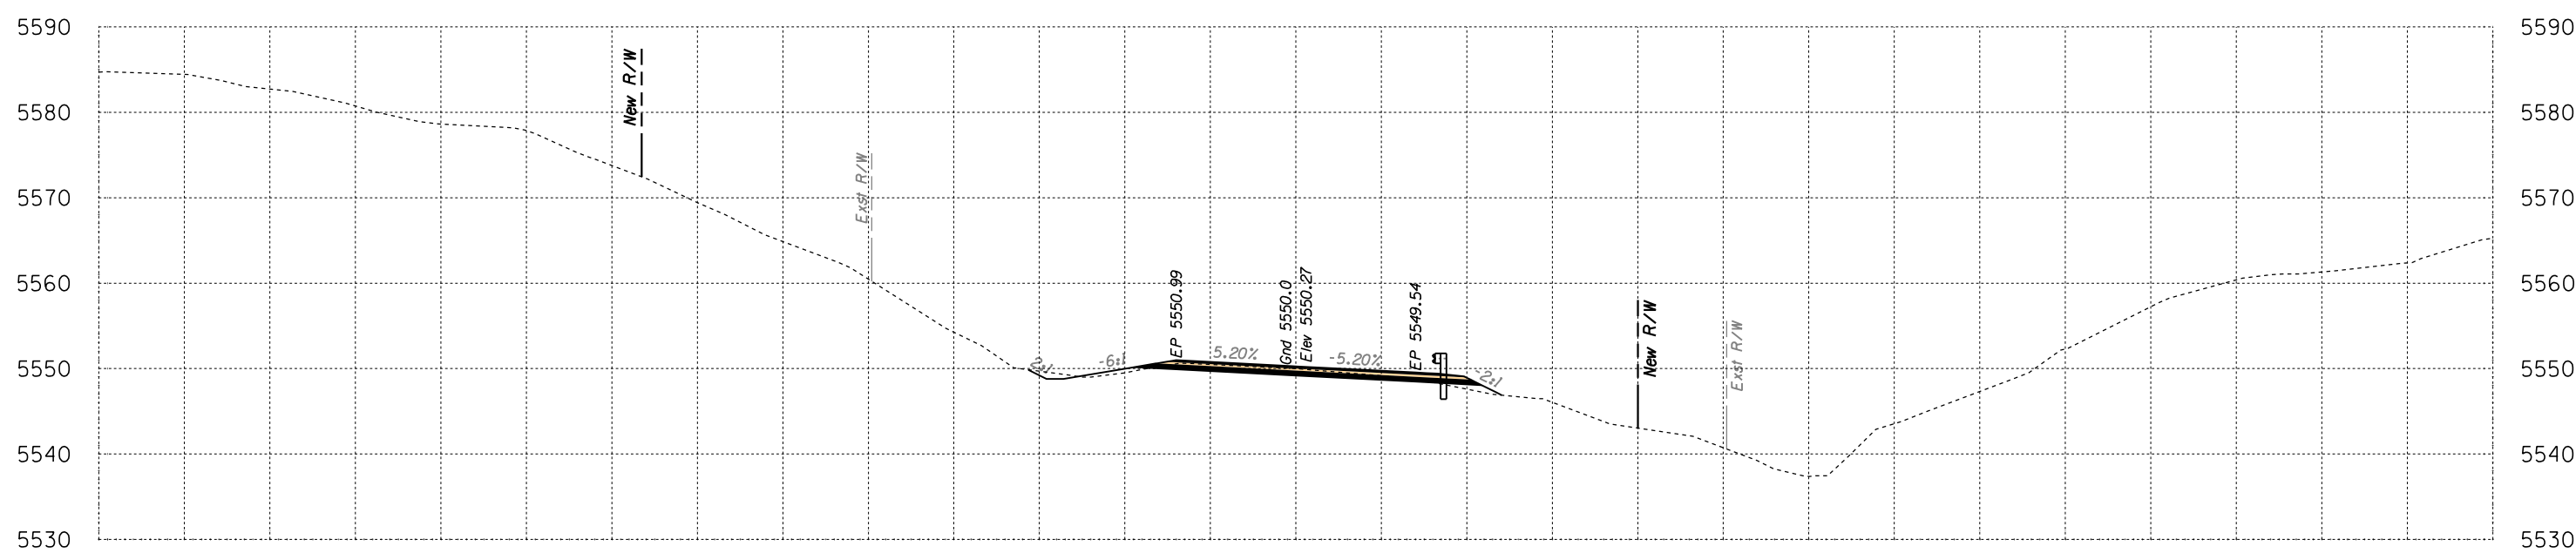 5590 5590
New R/W
5580 5580
Exst R/W
5570 5570
5560 5560
EP 5550.99
Gnd 5550.0
Elev 5550.27
EP 5549.54
New R/W
Exst R/W
5550 5550
2:1
-6:1
5.20%
-5.20%
-2:1
5540 5540
5530 5530